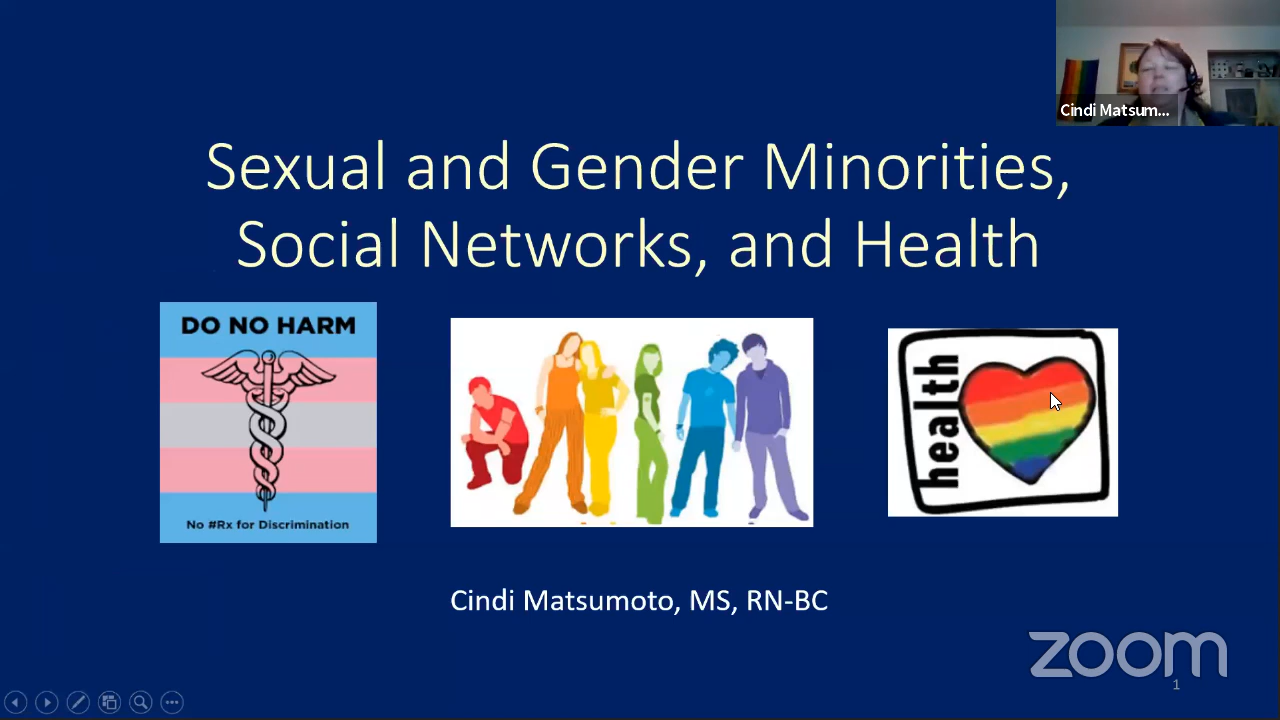 Cindi Matsum...
Sexual and Gender Minorities,
Social Networks, and Health
DO NO HARM
No #Rx for Discrimination
health
Cindi Matsumoto, MS, RN-BC
zoom
1